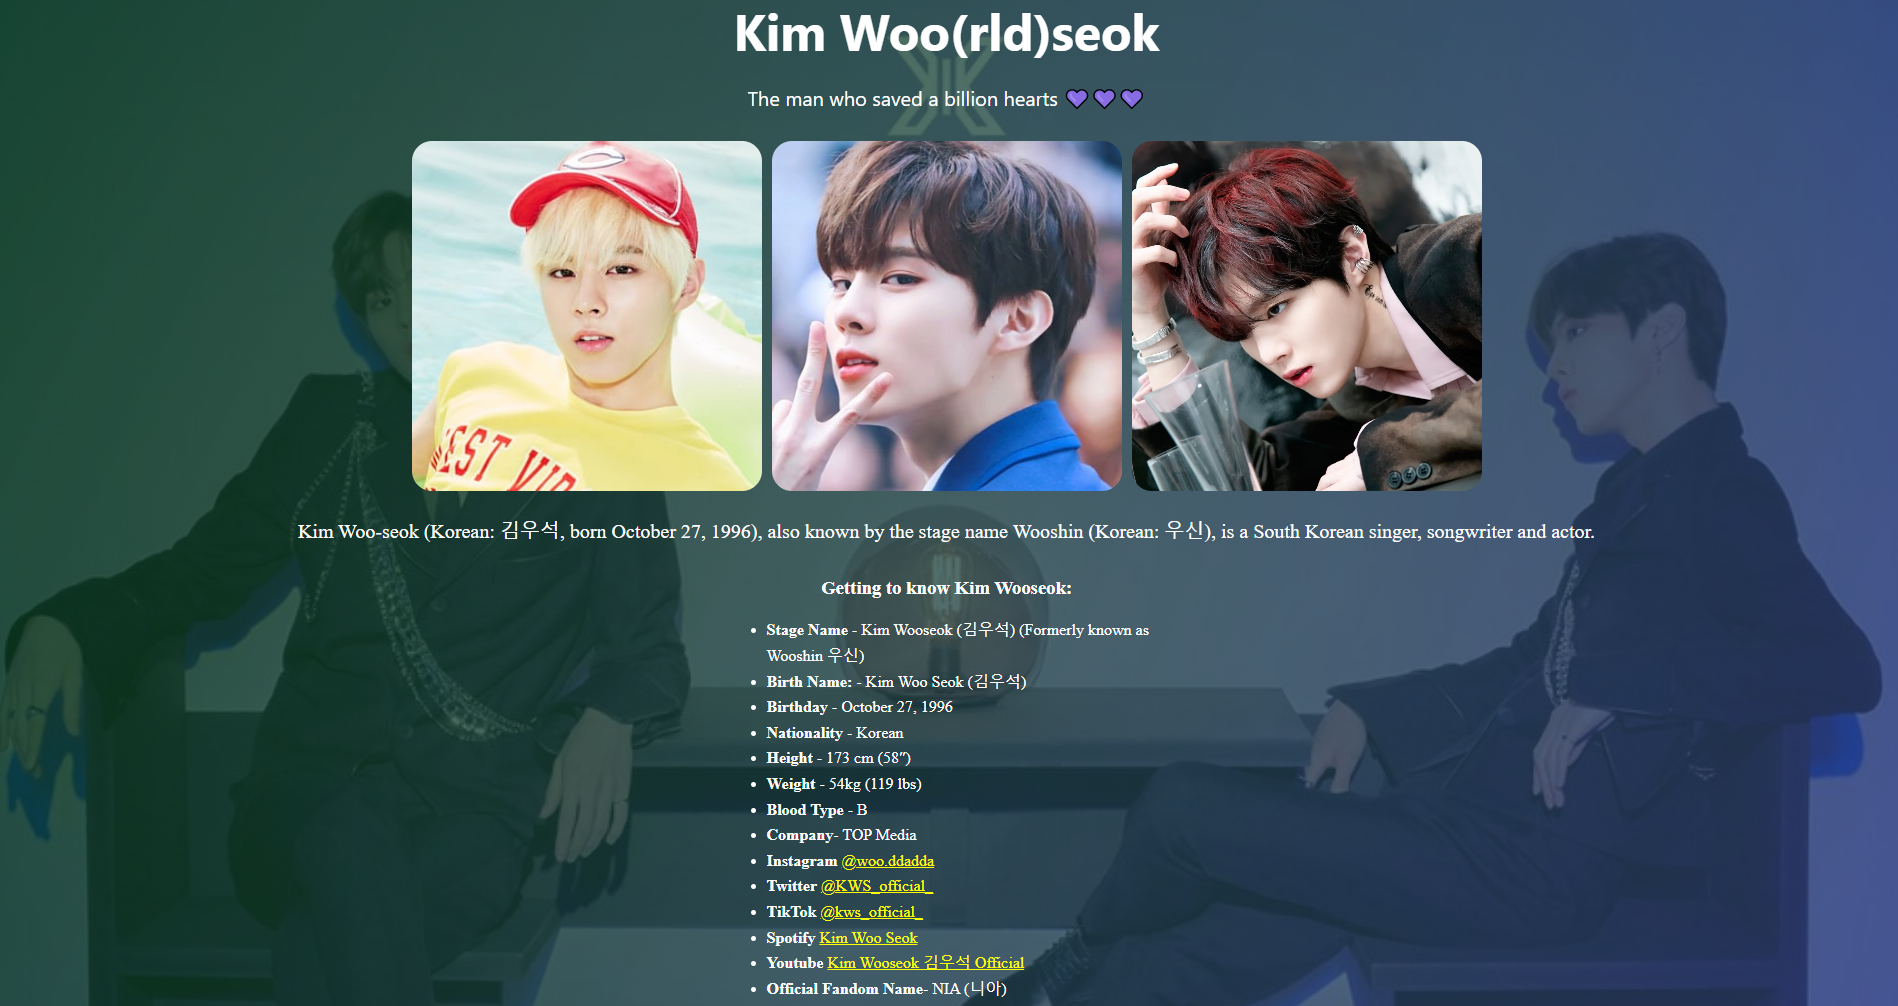 Kim Woo(rld)seok
The man who saved a billion hearts 💜💜💜
Kim Woo-seok (Korean: 김우석, born October 27, 1996), also known by the stage name Wooshin (Korean: 우신), is a South Korean singer, songwriter and actor.
Getting to know Kim Wooseok:
• Stage Name - Kim Wooseok (김우석) (Formerly known as
Wooshin 우신)
• Birth Name: - Kim Woo Seok (김우석)
• Birthday - October 27, 1996
• Nationality - Korean
• Height - 173 cm (58″)
• Weight - 54kg (119 lbs)
• Blood Type - B
• Company- TOP Media
• Instagram @woo.ddadda
• Twitter @KWS_official_
• TikTok @kws_official_
• Spotify Kim Woo Seok
• Youtube Kim Wooseok 김우석 Official
• Official Fandom Name- NIA (니아)